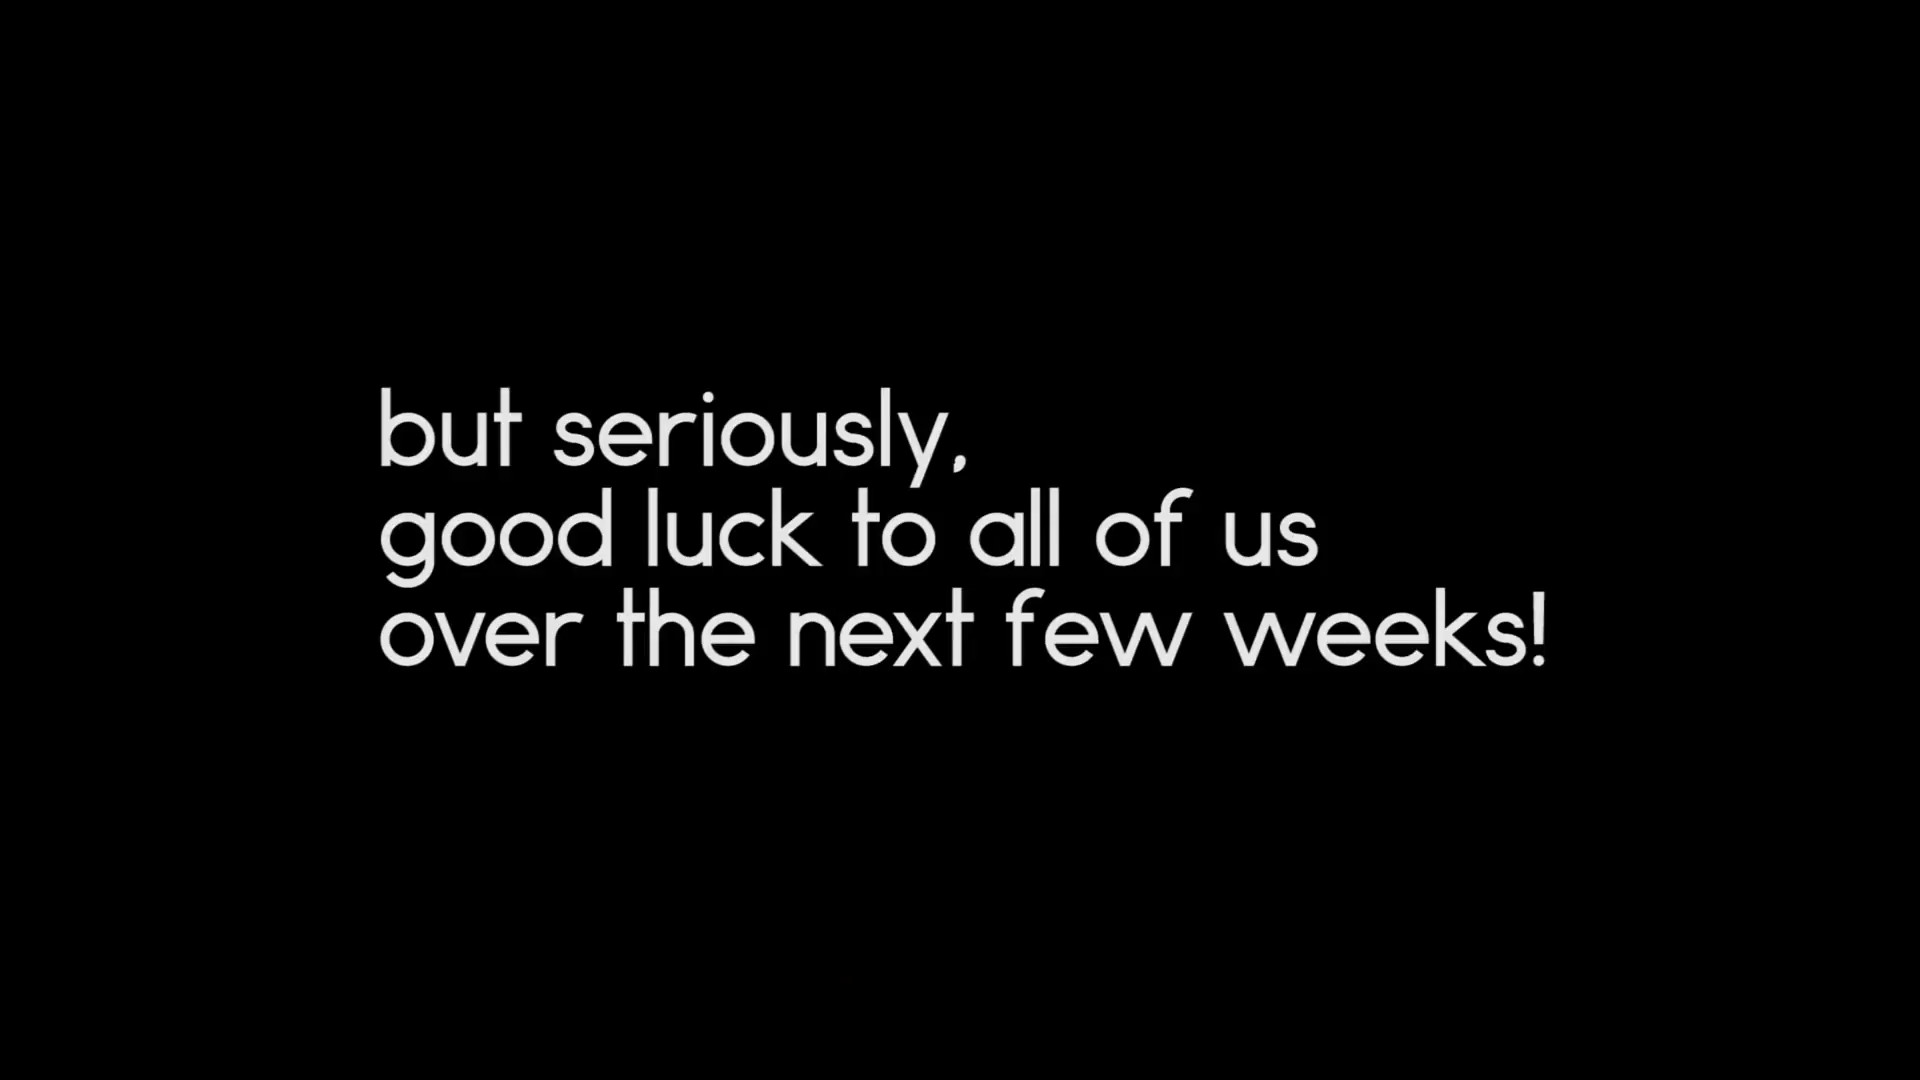 but seriously,
good luck to all of us
over the next few weeks!